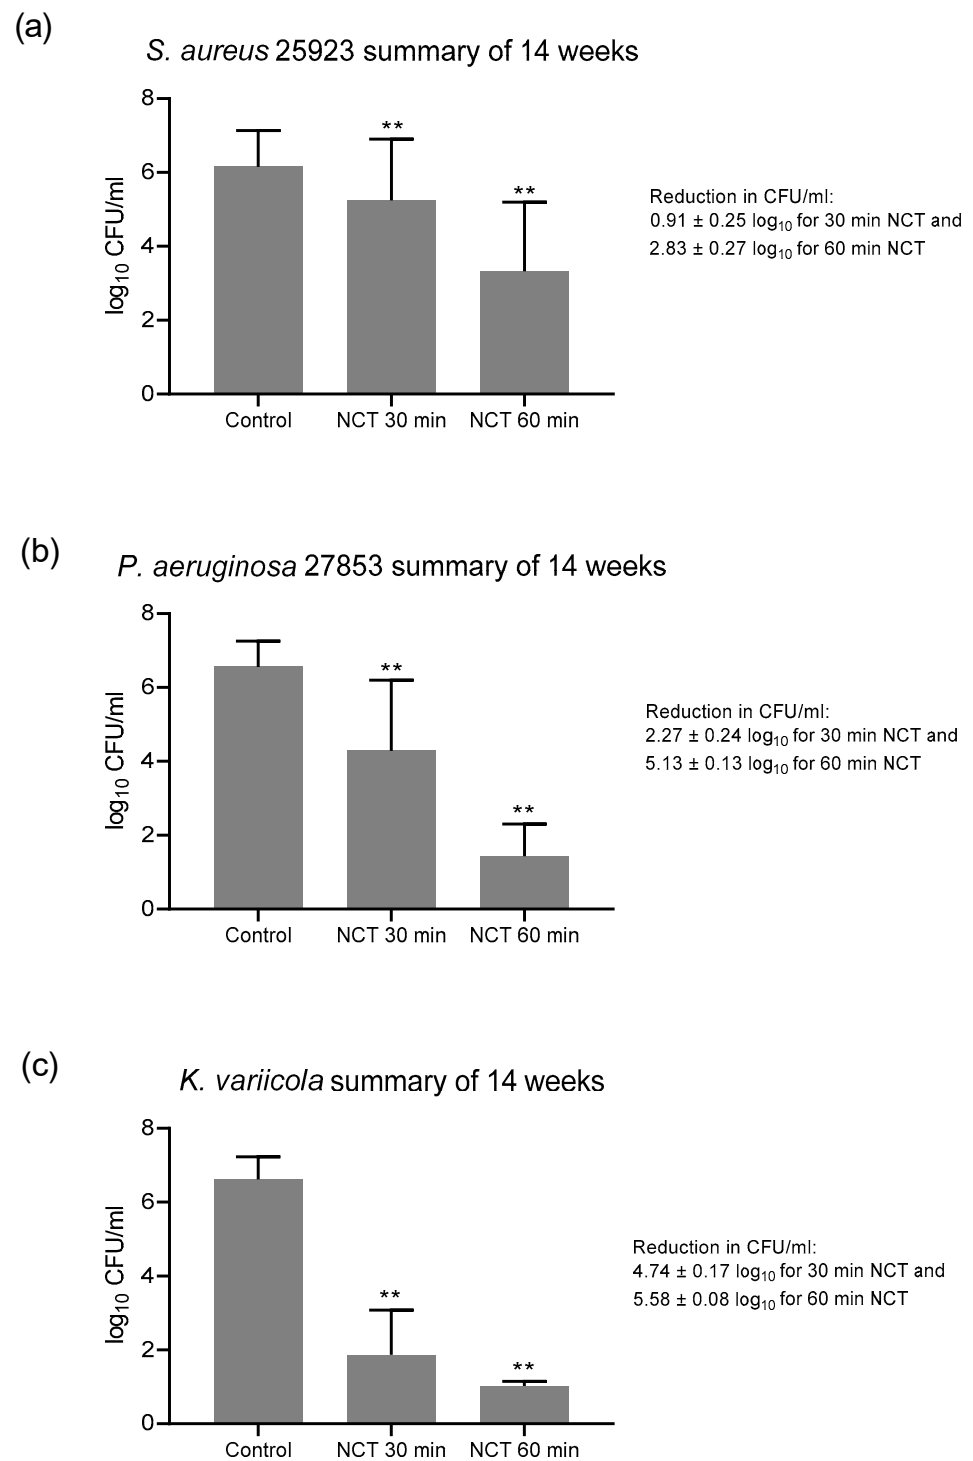 (a)
S. aureus 25923 summary of 14 weeks
8
6
4
2
0
log10 CFU/ml
**
**
Control
NCT 30 min
NCT 60 min
Reduction in CFU/ml:
0.91 ± 0.25 log10 for 30 min NCT and
2.83 ± 0.27 log10 for 60 min NCT
(b)
P. aeruginosa 27853 summary of 14 weeks
8
6
4
2
0
log10 CFU/ml
**
**
Control
NCT 30 min
NCT 60 min
Reduction in CFU/ml:
2.27 ± 0.24 log10 for 30 min NCT and
5.13 ± 0.13 log10 for 60 min NCT
(c)
K. variicola summary of 14 weeks
8
6
4
2
0
log10 CFU/ml
**
**
Control
NCT 30 min
NCT 60 min
Reduction in CFU/ml:
4.74 ± 0.17 log10 for 30 min NCT and
5.58 ± 0.08 log10 for 60 min NCT